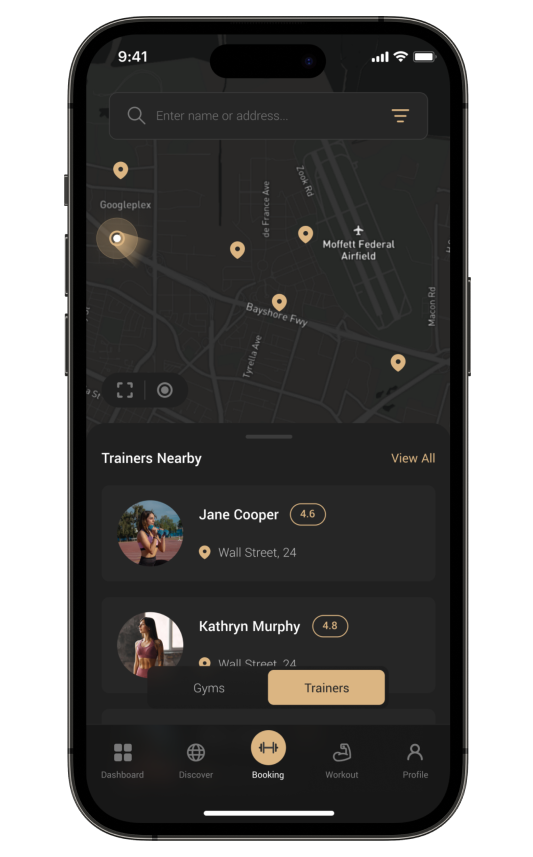 9:41
Enter name or address...
Googleplex
de France Ave
Zook Rd
Moffett Federal
Airfield
Macon Rd
Bayshore Fwy
Tyrella Ave
a St
Trainers Nearby
View All
Jane Cooper
4.6
Wall Street, 24
Kathryn Murphy
4.8
Wall Street, 24
Gyms
Trainers
Dashboard
Discover
Booking
Workout
Profile